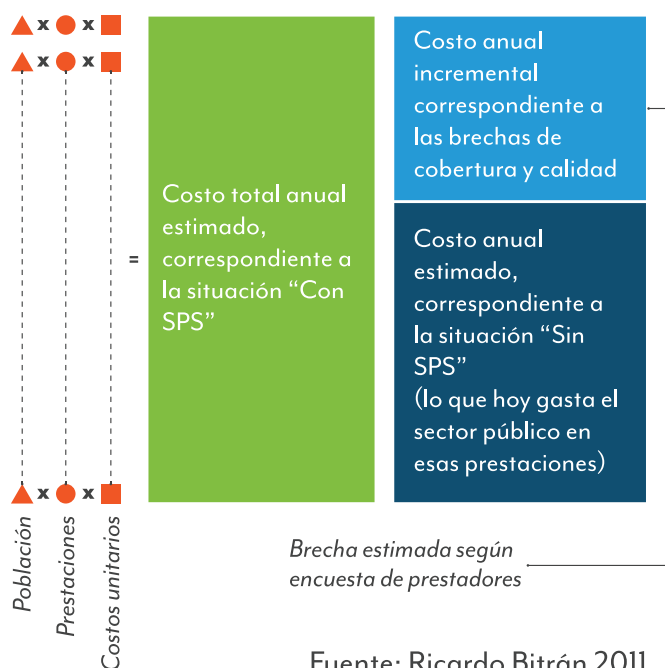 x x
x x
Costo total anual
estimado,
correspondiente a
la situación “Con
SPS”
=
Costo anual
incremental
correspondiente a
las brechas de
cobertura y calidad
Costo anual
estimado,
correspondiente a
la situación “Sin
SPS”
(lo que hoy gasta el
sector público en
esas prestaciones)
x x
Población
Prestaciones
Costos unitarios
Brecha estimada según
encuesta de prestadores
Fuente: Ricardo Bitrán 2011